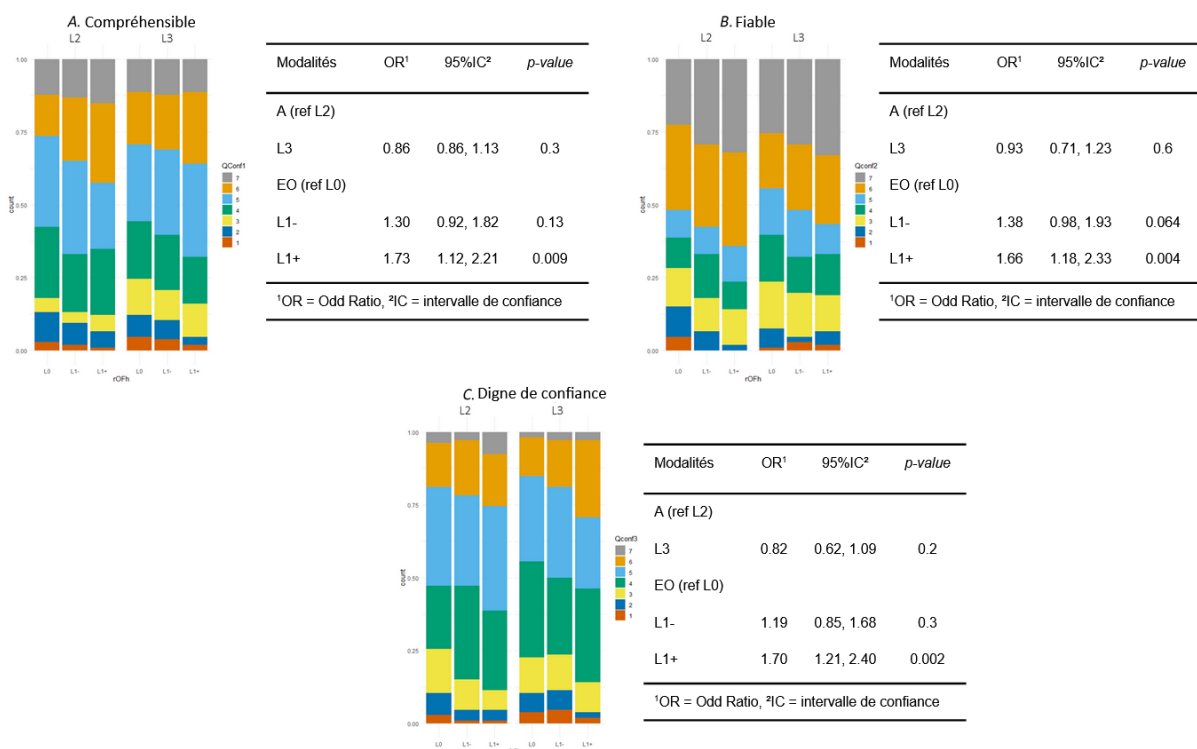 A. Compréhensible
L2 L3
1.00
0.75
0.50
0.25
0.00
count
L0 L1- L1+ L0 L1- L1+
rOFh
QConf1
7
6
5
4
3
2
1
Modalités OR¹ 95%IC² p-value
A (ref L2)
L3 0.86 0.86, 1.13 0.3
EO (ref L0)
L1- 1.30 0.92, 1.82 0.13
L1+ 1.73 1.12, 2.21 0.009
¹OR = Odd Ratio, ²IC = intervalle de confiance
B. Fiable
L2 L3
1.00
0.75
0.50
0.25
0.00
count
L0 L1- L1+ L0 L1- L1+
rOFh
Qconf2
7
6
5
4
3
2
1
Modalités OR¹ 95%IC² p-value
A (ref L2)
L3 0.93 0.71, 1.23 0.6
EO (ref L0)
L1- 1.38 0.98, 1.93 0.064
L1+ 1.66 1.18, 2.33 0.004
¹OR = Odd Ratio, ²IC = intervalle de confiance
C. Digne de confiance
L2 L3
1.00
0.75
0.50
0.25
0.00
count
L0 L1- L1+ L0 L1- L1+
Qconf3
7
6
5
4
3
2
1
Modalités OR¹ 95%IC² p-value
A (ref L2)
L3 0.82 0.62, 1.09 0.2
EO (ref L0)
L1- 1.19 0.85, 1.68 0.3
L1+ 1.70 1.21, 2.40 0.002
¹OR = Odd Ratio, ²IC = intervalle de confiance